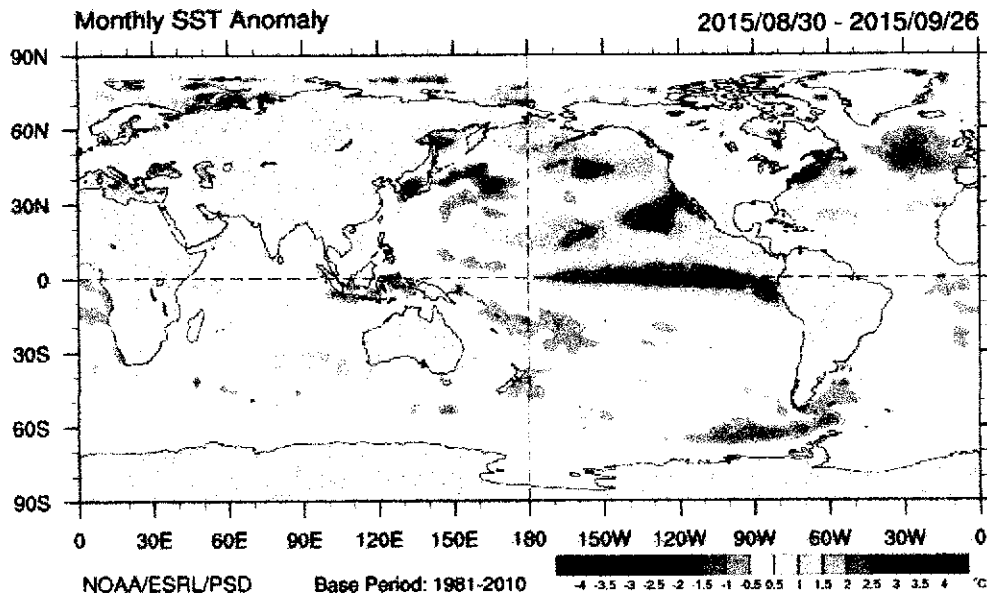 Monthly SST Anomaly 2015/08/30 - 2015/09/26
90N
60N
30N
0
30S
60S
90S
0 30E 60E 90E 120E 150E 180 150W 120W 90W 60W 30W 0
NOAA/ESRL/PSD Base Period: 1981-2010
-4 -3.5 -3 -2.5 -2 -1.5 -1 -0.5 0.5 1 1.5 2 2.5 3 3.5 4 °C